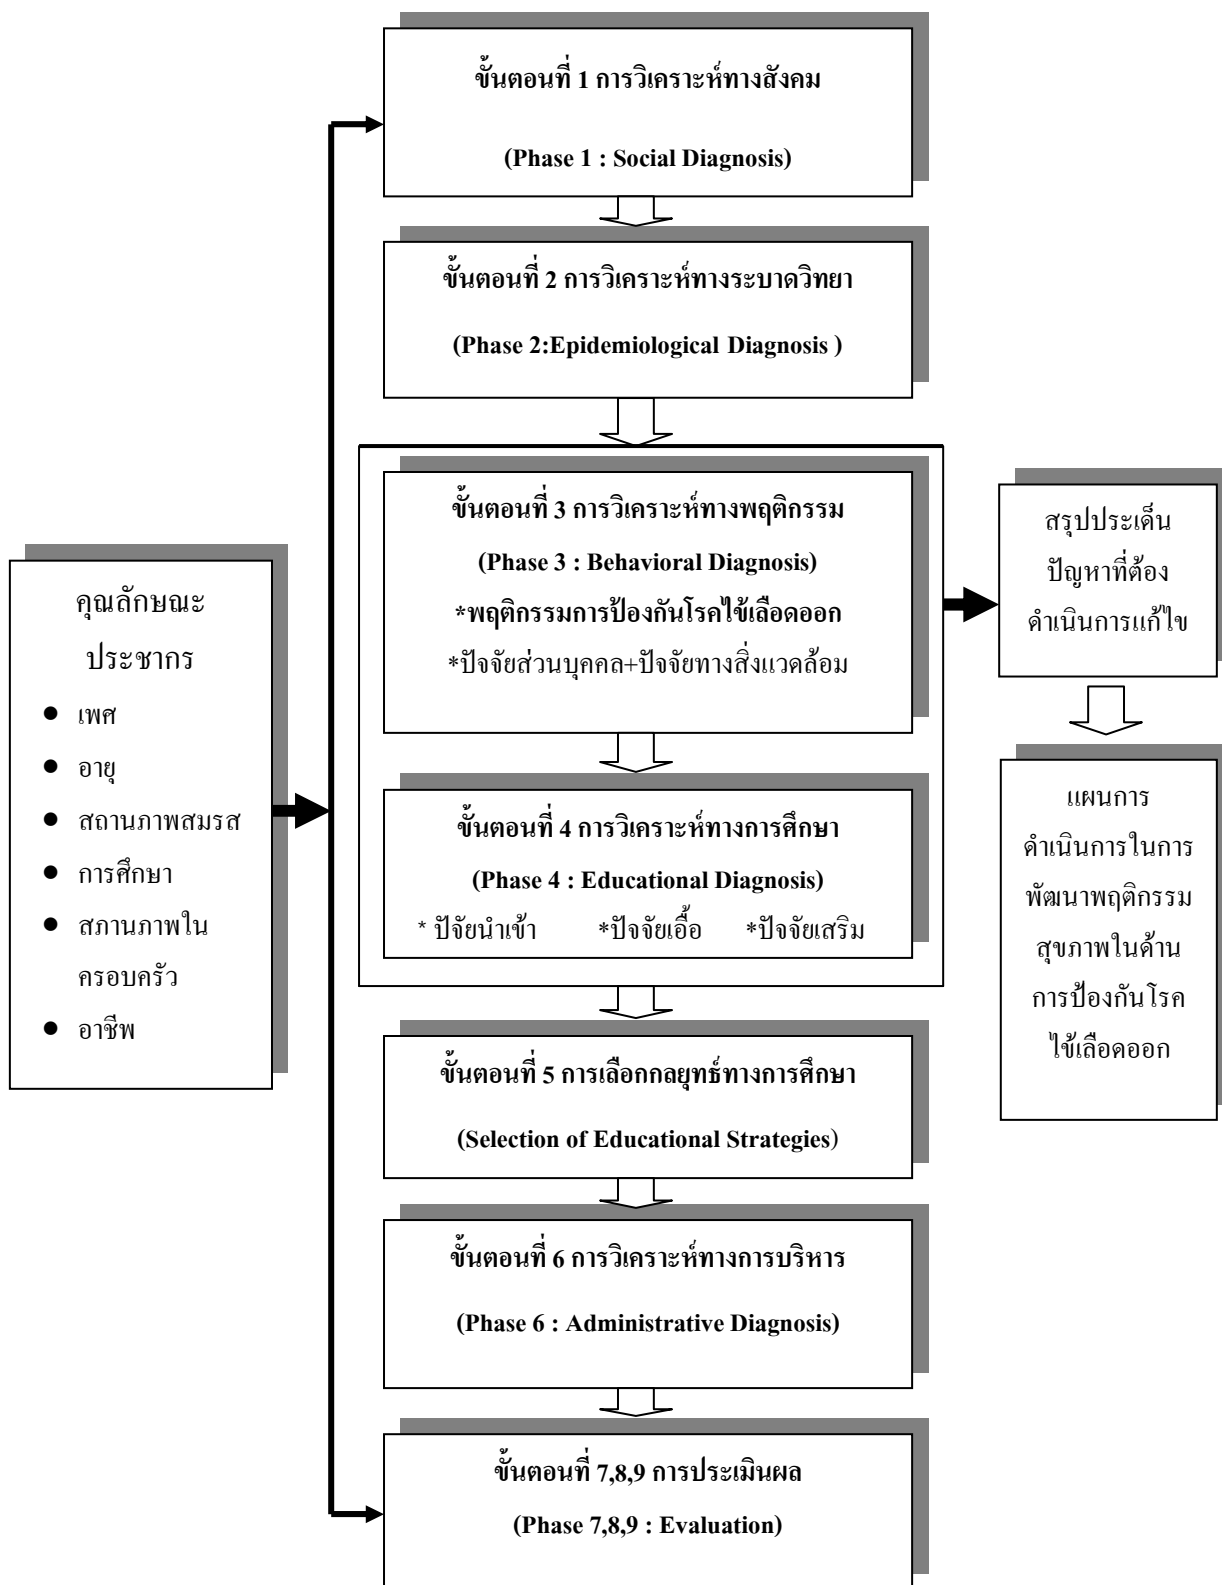 ขั้นตอนที่ 1 การวิเคราะห์ทางสังคม
(Phase 1 : Social Diagnosis)
ขั้นตอนที่ 2 การวิเคราะห์ทางระบาดวิทยา
(Phase 2:Epidemiological Diagnosis )
ขั้นตอนที่ 3 การวิเคราะห์ทางพฤติกรรม
(Phase 3 : Behavioral Diagnosis)
*พฤติกรรมการป้องกันโรคไข้เลือดออก
*ปัจจัยส่วนบุคคล+ปัจจัยทางสิ่งแวดล้อม
ขั้นตอนที่ 4 การวิเคราะห์ทางการศึกษา
(Phase 4 : Educational Diagnosis)
* ปัจจัยนำเข้า *ปัจจัยเอื้อ *ปัจจัยเสริม
ขั้นตอนที่ 5 การเลือกกลยุทธ์ทางการศึกษา
(Selection of Educational Strategies)
ขั้นตอนที่ 6 การวิเคราะห์ทางการบริหาร
(Phase 6 : Administrative Diagnosis)
ขั้นตอนที่ 7,8,9 การประเมินผล
(Phase 7,8,9 : Evaluation)
คุณลักษณะ
ประชากร
● เพศ
● อายุ
● สถานภาพสมรส
● การศึกษา
● สภานภาพใน
ครอบครัว
● อาชีพ
สรุปประเด็น
ปัญหาที่ต้อง
ดำเนินการแก้ไข
แผนการ
ดำเนินการในการ
พัฒนาพฤติกรรม
สุขภาพในด้าน
การป้องกันโรค
ไข้เลือดออก